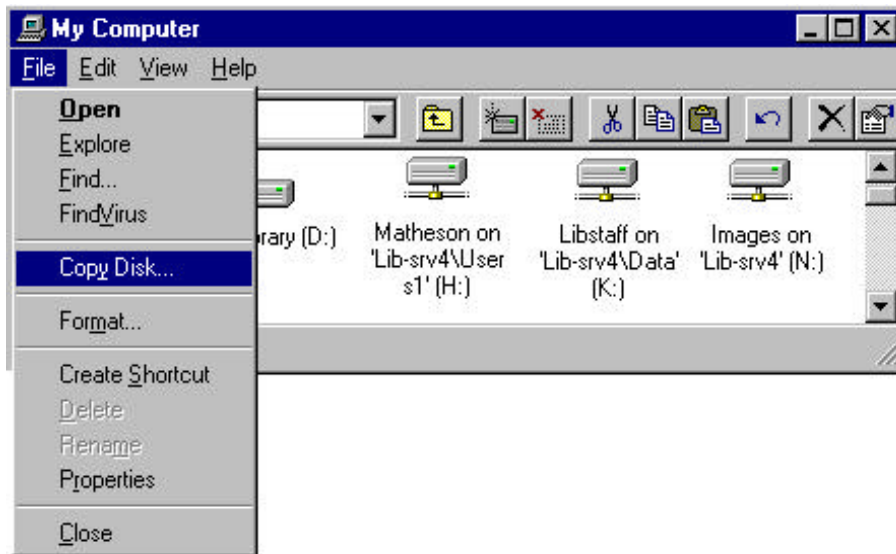 My Computer
File Edit View Help
Open
Explore
Find...
FindVirus
Copy Disk...
Format...
Create Shortcut
Delete
Rename
Properties
Close
rary (D:)
Matheson on
'Lib-srv4\User
s1' (H:)
Libstaff on
'Lib-srv4\Data'
(K:)
Images on
'Lib-srv4' (N:)